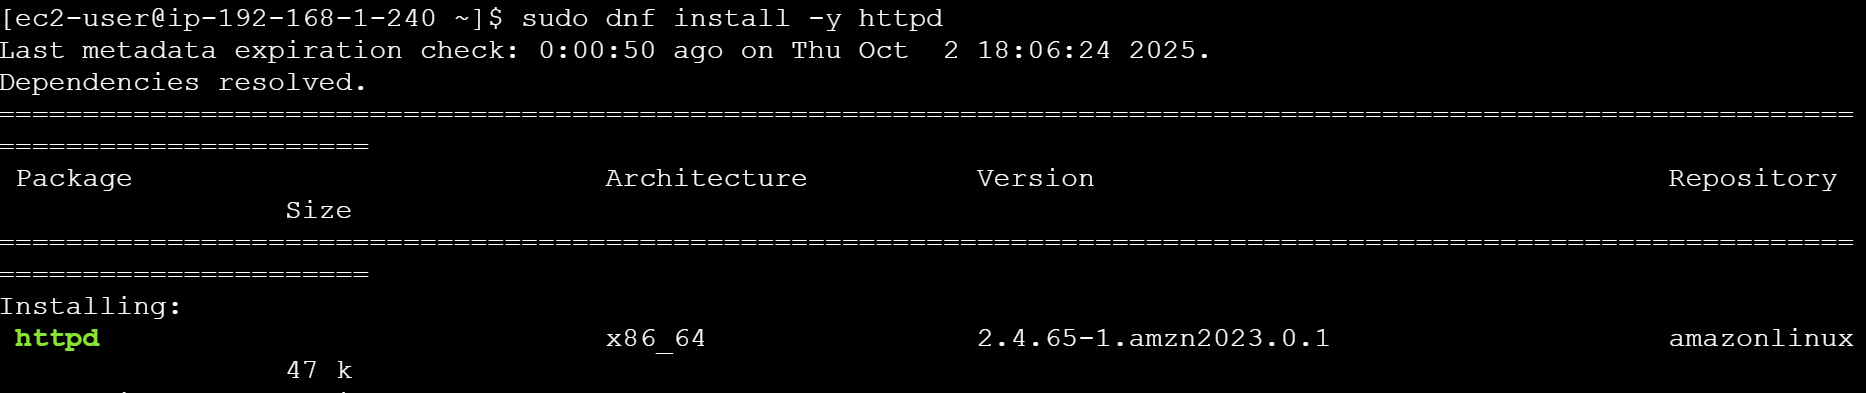 [ec2-user@ip-192-168-1-240 ~]$ sudo dnf install -y httpd
Last metadata expiration check: 0:00:50 ago on Thu Oct  2 18:06:24 2025.
Dependencies resolved.
==============================================================================================================
======================
 Package                            Architecture          Version                                  Repository
                 Size
==============================================================================================================
======================
Installing:
 httpd                              x86_64                2.4.65-1.amzn2023.0.1                    amazonlinux
                 47 k